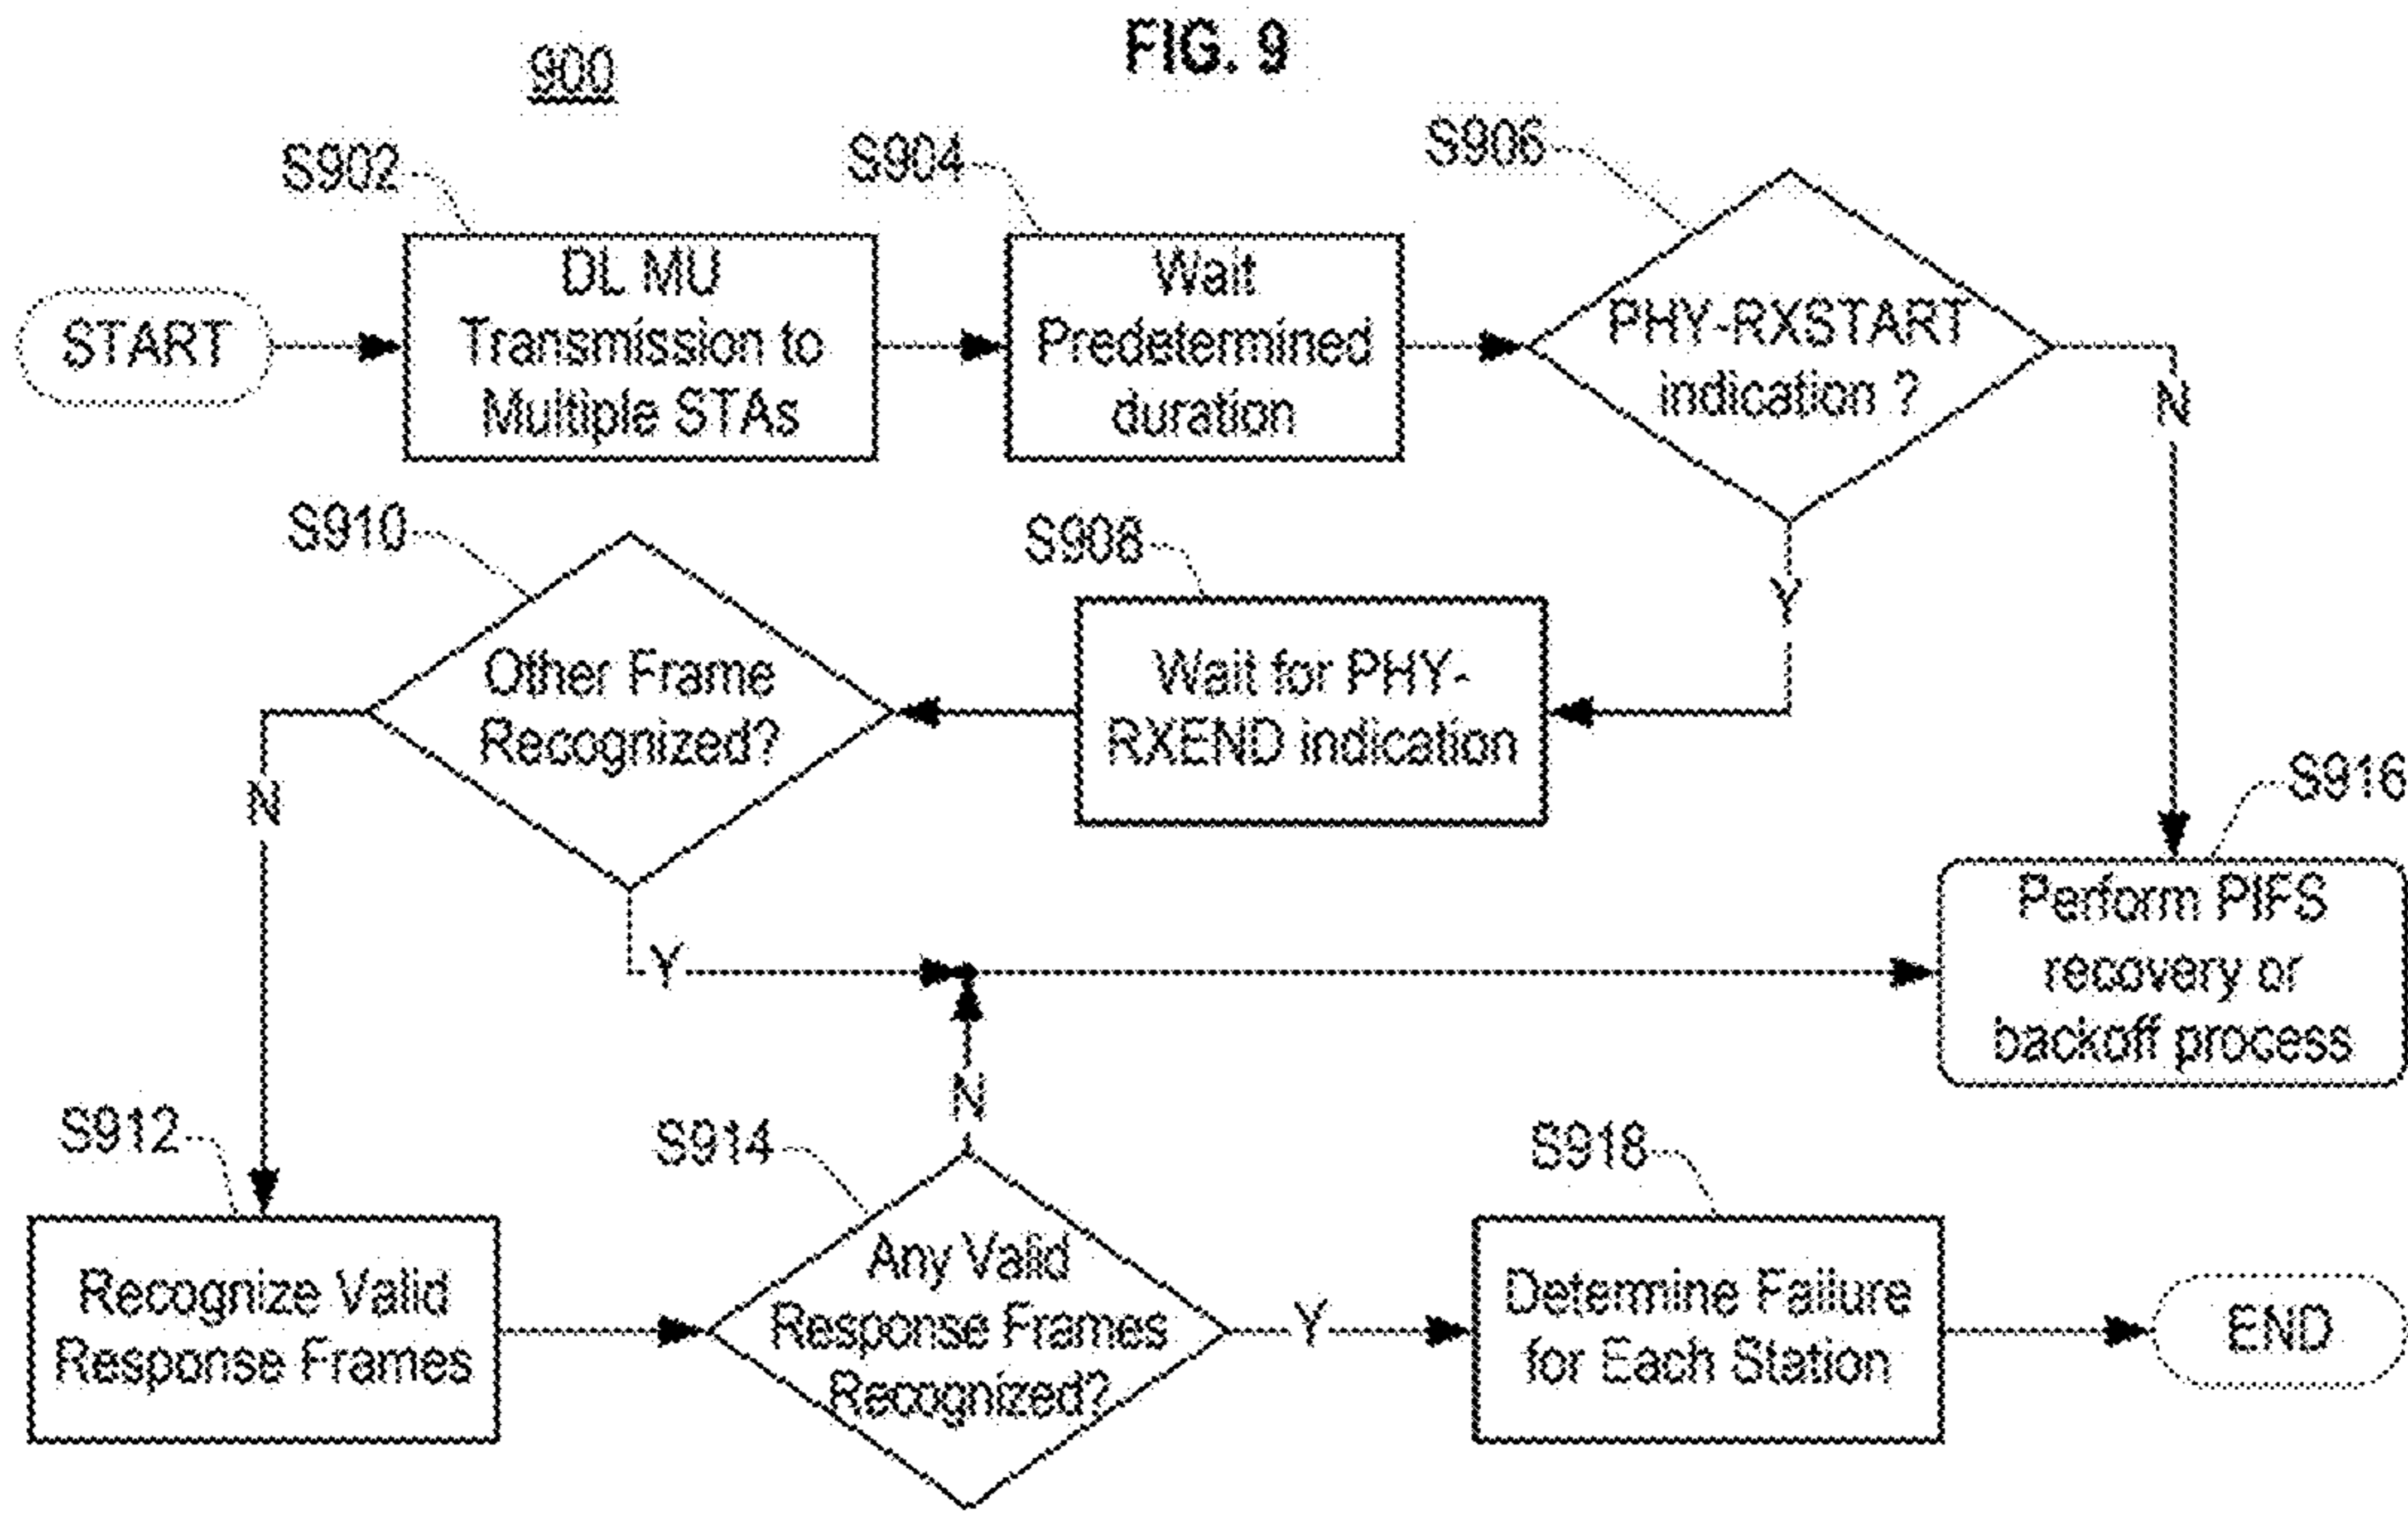 FIG. 9
900
S902
S904
S906
START
DL MU
Transmission to
Multiple STAs
Wait
Predetermined
duration
PHY-RXSTART
indication ?
N
Y
S910
S908
Other Frame
Recognized?
Wait for PHY-
RXEND indication
N
Y
S916
Perform PIFS
recovery or
backoff process
S912
S914
N
S918
Recognize Valid
Response Frames
Any Valid
Response Frames
Recognized?
Y
Determine Failure
for Each Station
END